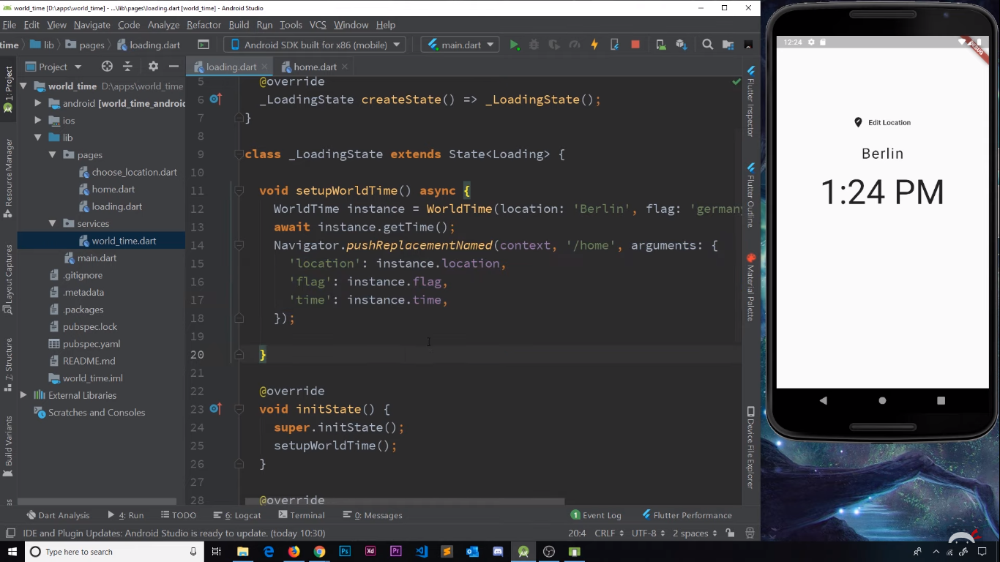 world_time [D:\apps\world_time] - ...\lib\pages\loading.dart [world_time] - Android Studio
File Edit View Navigate Code Analyze Refactor Build Run Tools VCS Window Help
time lib pages loading.dart Android SDK built for x86 (mobile) main.dart
Project
loading.dart home.dart
world_time D:\apps\world_time
android [world_time_android
ios
lib
pages
choose_location.dart
home.dart
loading.dart
services
world_time.dart
main.dart
.gitignore
.metadata
.packages
pubspec.lock
pubspec.yaml
README.md
world_time.iml
External Libraries
Scratches and Consoles
1: Project
Resource Manager
Layout Captures
Z: Structure
Build Variants
5 @override
6 _LoadingState createState() => _LoadingState();
7 }
8
9 class _LoadingState extends State<Loading> {
10
11 void setupWorldTime() async {
12 WorldTime instance = WorldTime(location: 'Berlin', flag: 'germany
13 await instance.getTime();
14 Navigator.pushReplacementNamed(context, '/home', arguments: {
15 'location': instance.location,
16 'flag': instance.flag,
17 'time': instance.time,
18 });
19
20 }
21
22 @override
23 void initState() {
24 super.initState();
25 setupWorldTime();
26 }
27
28 @override
Flutter Inspector
Flutter Outline
Material Palette
Device File Explorer
Dart Analysis 4: Run TODO 6: Logcat Terminal 0: Messages 1 Event Log Flutter Performance
IDE and Plugin Updates: Android Studio is ready to update. (today 10:30) 20:4 CRLF UTF-8 2 spaces
Type here to search
12:24
DEBUG
Edit Location
Berlin
1:24 PM